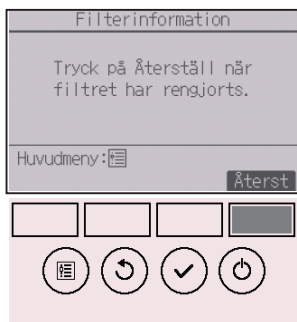 Filterinformation
Tryck på Återställ när
filtret har rengjorts.
Huvudmeny:
Återst